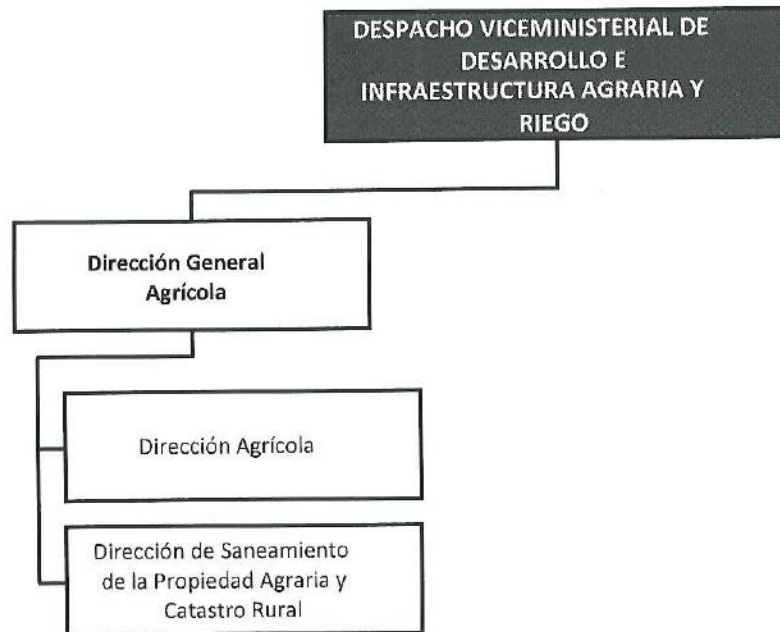 DESPACHO VICEMINISTERIAL DE
DESARROLLO E
INFRAESTRUCTURA AGRARIA Y
RIEGO
Dirección General
Agrícola
Dirección Agrícola
Dirección de Saneamiento
de la Propiedad Agraria y
Catastro Rural